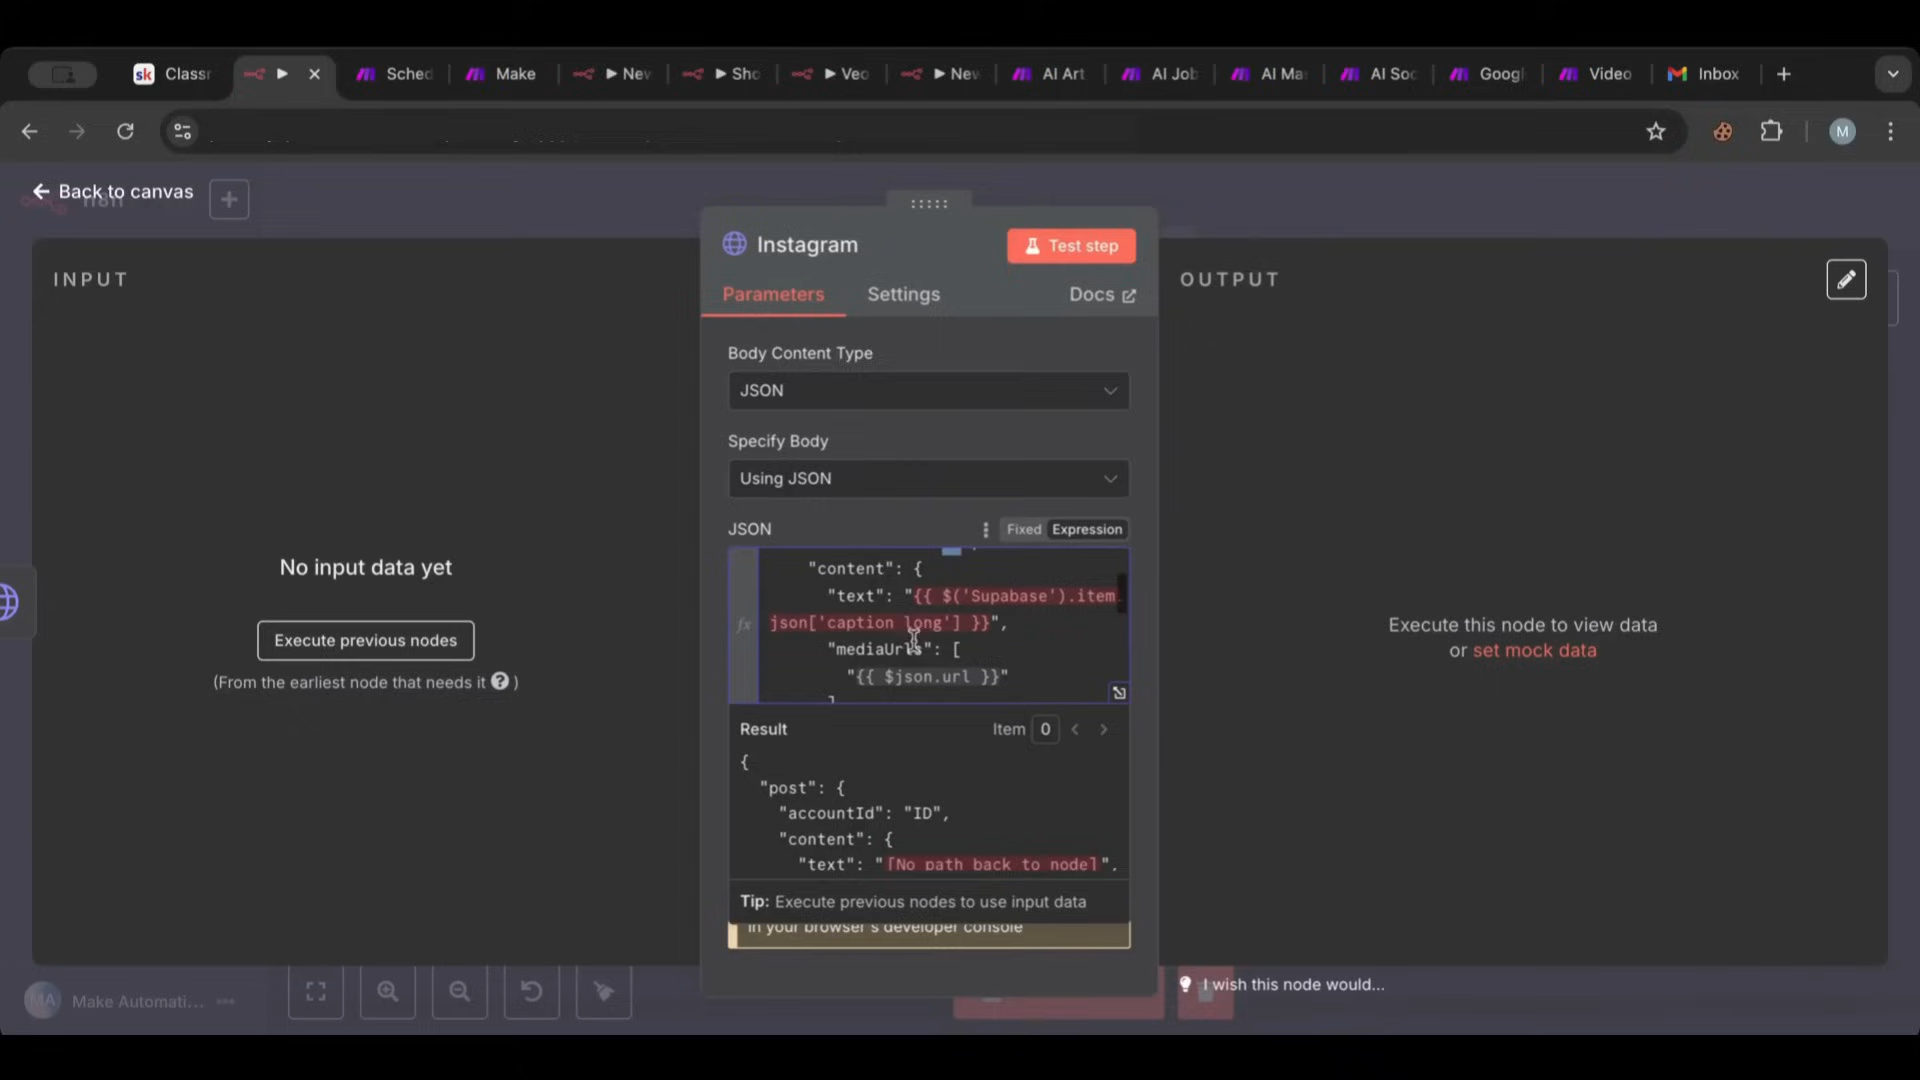 sk Classr
Sched
Make
Nev
Sho
Veo
Nev
AI Art
AI Job
AI Ma
AI Soc
Googl
Video
Inbox
M
Back to canvas
n8n
INPUT
Instagram
Test step
OUTPUT
Parameters
Settings
Docs
Body Content Type
JSON
Specify Body
Using JSON
JSON
Fixed
Expression
fx
"content": {
"text": "{{ $('Supabase').item.
json['caption long'] }}",
"mediaUrls": [
"{{ $json.url }}"
]
No input data yet
Execute previous nodes
(From the earliest node that needs it ? )
Execute this node to view data
or set mock data
Result
Item 0
{
"post": {
"accountId": "ID",
"content": {
"text": "[No path back to node]",
Tip: Execute previous nodes to use input data
in your browser's developer console
I wish this node would...
MA Make Automati...